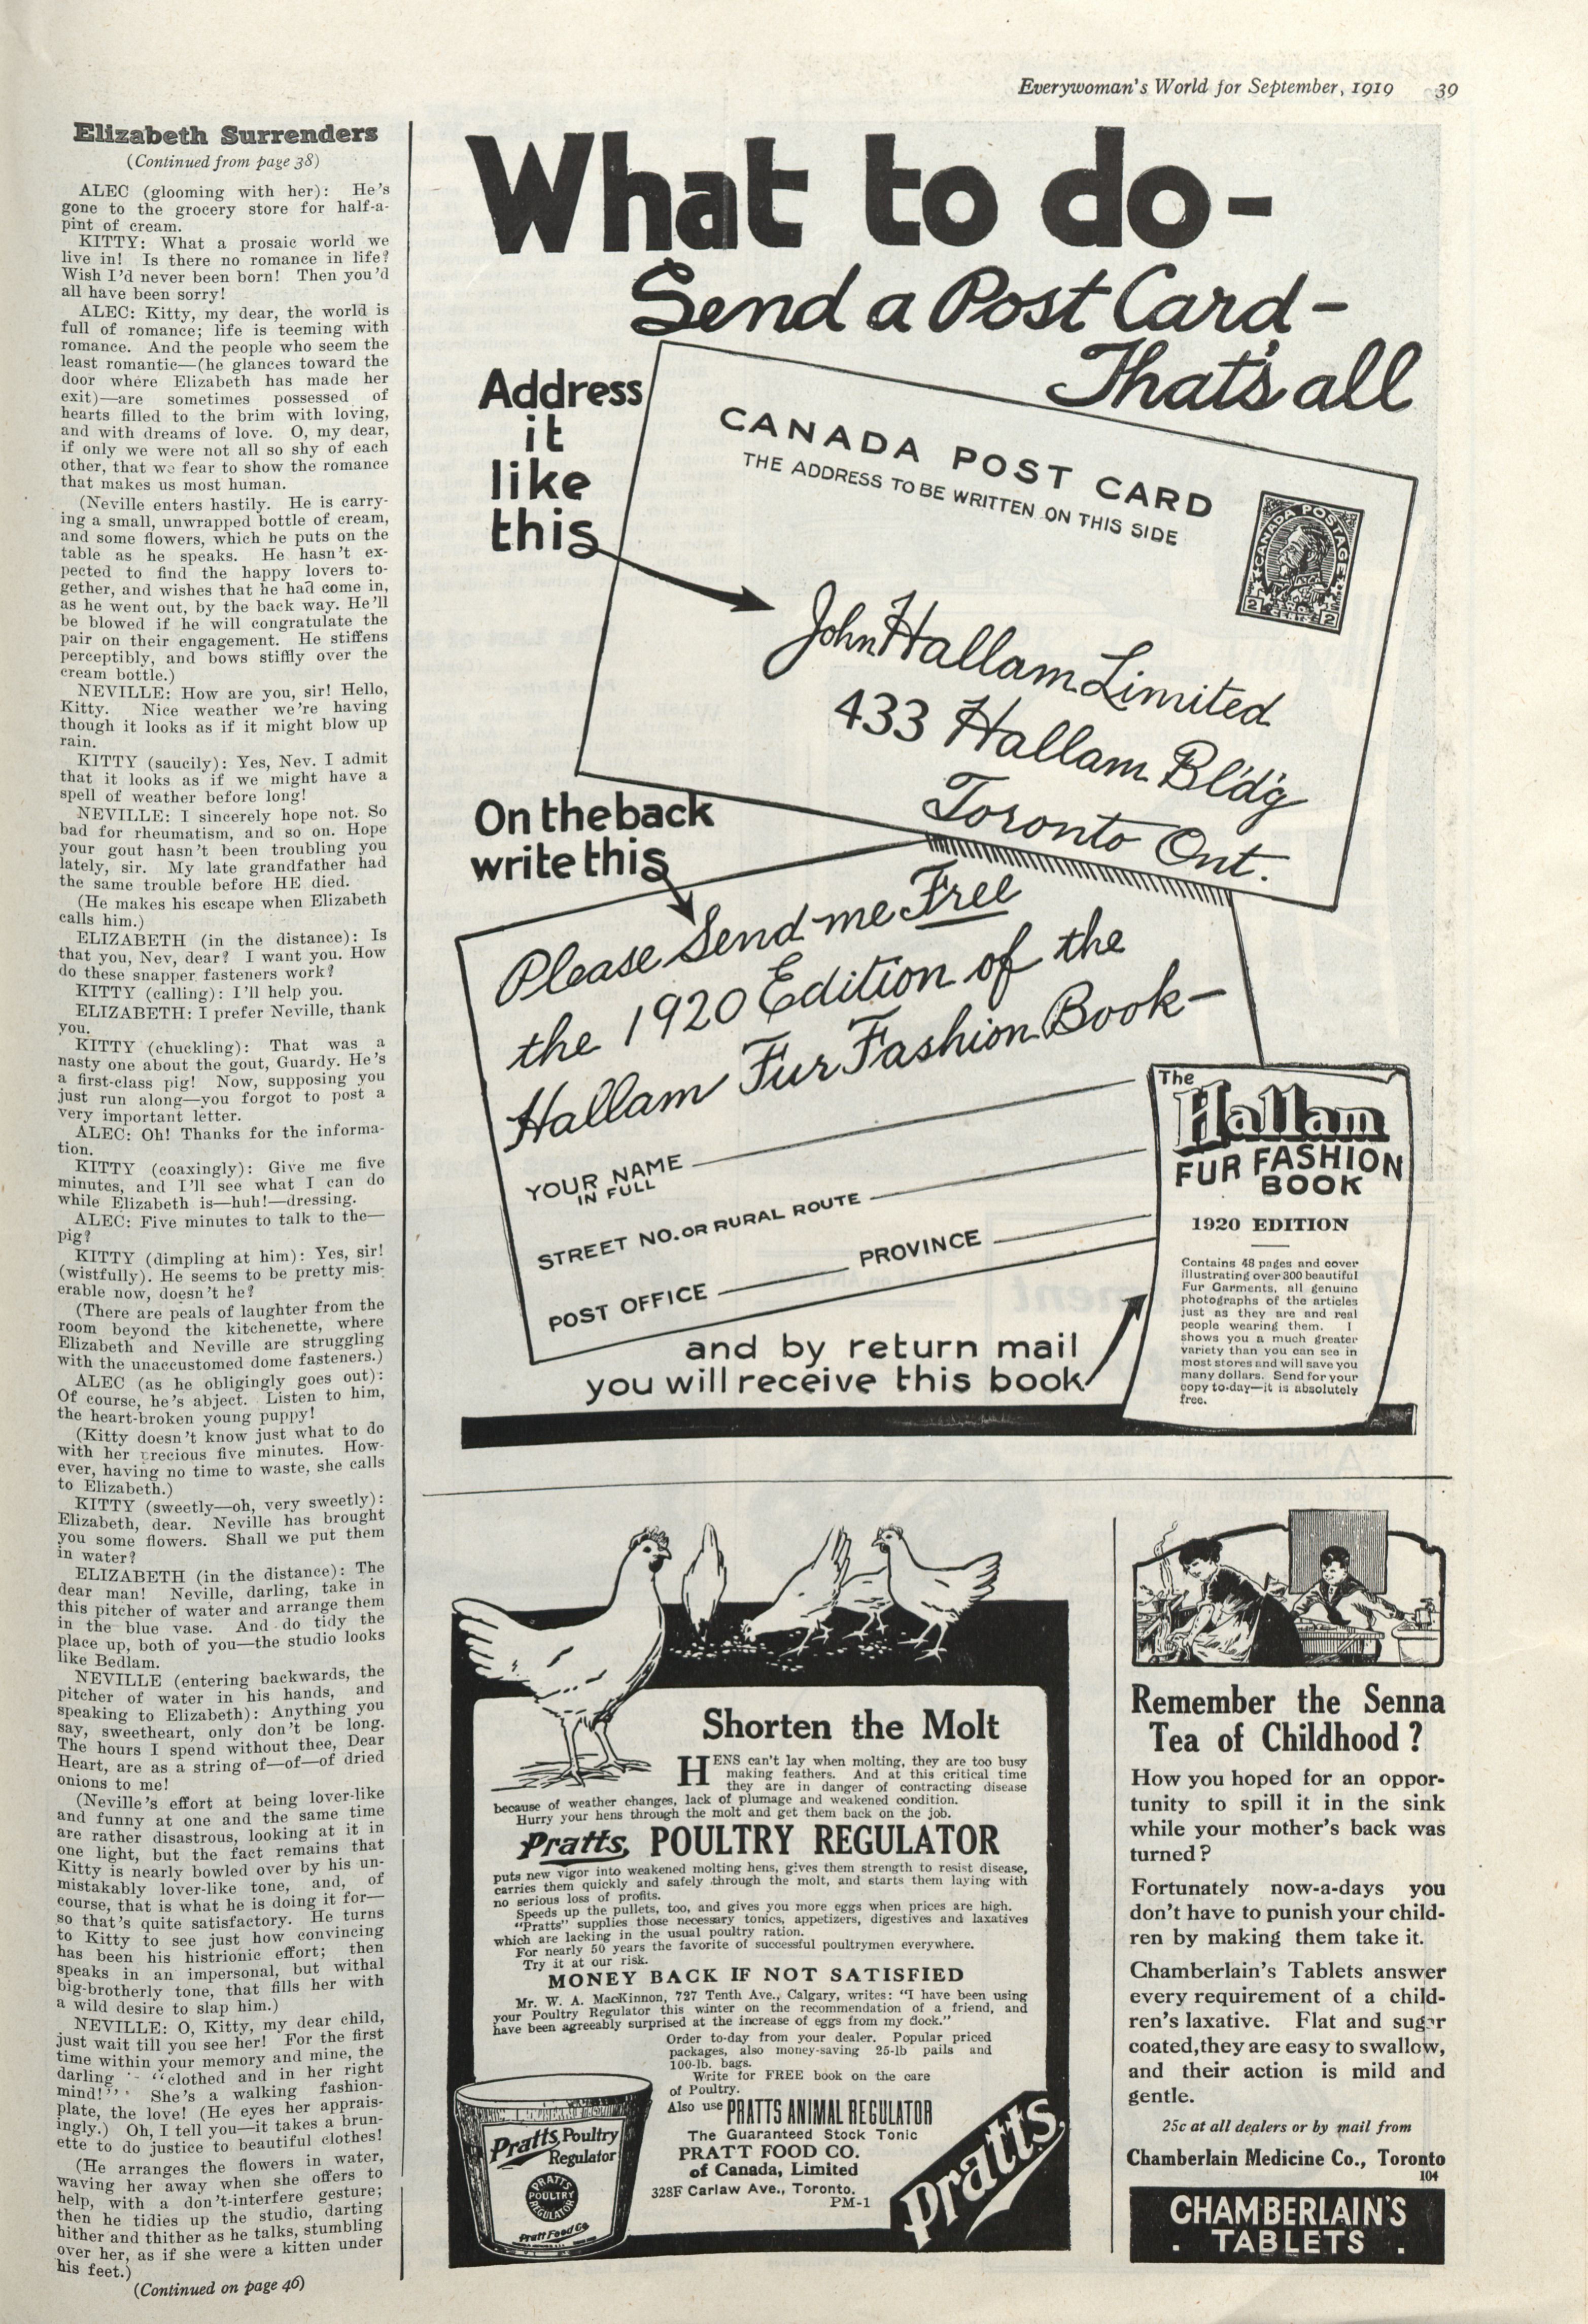 Everywoman's World for September, 1919 39
Elizabeth Surrenders
(Continued from page 38)
ALEC (glooming with her): He's
gone to the grocery store for half-a-
pint of cream.
KITTY: What a prosaic world we
live in! Is there no romance in life?
Wish I'd never been born! Then you'd
all have been sorry!
ALEC: Kitty, my dear, the world is
full of romance; life is teeming with
romance. And the people who seem the
least romantic—(he glances toward the
door where Elizabeth has made her
exit)—are sometimes possessed of
hearts filled to the brim with loving,
and with dreams of love. O, my dear,
if only we were not all so shy of each
other, that we fear to show the romance
that makes us most human.
(Neville enters hastily. He is carry-
ing a small, unwrapped bottle of cream,
and some flowers, which he puts on the
table as he speaks. He hasn't ex-
pected to find the happy lovers to-
gether, and wishes that he had come in,
as he went out, by the back way. He'll
be blowed if he will congratulate the
pair on their engagement. He stiffens
perceptibly, and bows stiffly over the
cream bottle.)
NEVILLE: How are you, sir! Hello,
Kitty. Nice weather we're having
though it looks as if it might blow up
rain.
KITTY (saucily): Yes, Nev. I admit
that it looks as if we might have a
spell of weather before long!
NEVILLE: I sincerely hope not. So
bad for rheumatism, and so on. Hope
your gout hasn't been troubling you
lately, sir. My late grandfather had
the same trouble before HE died.
(He makes his escape when Elizabeth
calls him.)
ELIZABETH (in the distance): Is
that you, Nev, dear? I want you. How
do these snapper fasteners work?
KITTY (calling): I'll help you.
ELIZABETH: I prefer Neville, thank
you.
KITTY (chuckling): That was a
nasty one about the gout, Guardy. He's
a first-class pig! Now, supposing you
just run along—you forgot to post a
very important letter.
ALEC: Oh! Thanks for the informa-
tion.
KITTY (coaxingly): Give me five
minutes, and I'll see what I can do
while Elizabeth is—huh!—dressing.
ALEC: Five minutes to talk to the—
pig?
KITTY (dimpling at him): Yes, sir!
(wistfully). He seems to be pretty mis-
erable now, doesn't he?
(There are peals of laughter from the
room beyond the kitchenette, where
Elizabeth and Neville are struggling
with the unaccustomed dome fasteners.)
ALEC (as he obligingly goes out):
Of course, he's abject. Listen to him,
the heart-broken young puppy!
(Kitty doesn't know just what to do
with her precious five minutes. How-
ever, having no time to waste, she calls
to Elizabeth.)
KITTY (sweetly—oh, very sweetly):
Elizabeth, dear. Neville has brought
you some flowers. Shall we put them
in water?
ELIZABETH (in the distance): The
dear man! Neville, darling, take in
this pitcher of water and arrange them
in the blue vase. And do tidy the
place up, both of you—the studio looks
like Bedlam.
NEVILLE (entering backwards, the
pitcher of water in his hands, and
speaking to Elizabeth): Anything you
say, sweetheart, only don't be long.
The hours I spend without thee, Dear
Heart, are as a string of—of—of dried
onions to me!
(Neville's effort at being lover-like
and funny at one and the same time
are rather disastrous, looking at it in
one light, but the fact remains that
Kitty is nearly bowled over by his un-
mistakably lover-like tone, and, of
course, that is what he is doing it for—
so that's quite satisfactory. He turns
to Kitty to see just how convincing
has been his histrionic effort; then
speaks in an impersonal, but withal
big-brotherly tone, that fills her with
a wild desire to slap him.)
NEVILLE: O, Kitty, my dear child,
just wait till you see her! For the first
time within your memory and mine, the
darling "clothed and in her right
mind!" She's a walking fashion-
plate, the love! (He eyes her apprais-
ingly.) Oh, I tell you—it takes a brun-
ette to do justice to beautiful clothes!
(He arranges the flowers in water,
waving her away when she offers to
help, with a don't-interfere gesture;
then he tidies up the studio, darting
hither and thither as he talks, stumbling
over her, as if she were a kitten under
his feet.)
(Continued on page 46)
What to do-
Send a Post Card-
That's all
Address
it
like
this
CANADA POST CARD
THE ADDRESS TO BE WRITTEN ON THIS SIDE
CANADA POSTAGE
2 CENTS 2
John Hallam Limited
433 Hallam Bld'g
Toronto Ont.
On the back
write this
Please Send me Free
the 1920 Edition of the
Hallam Fur Fashion Book—
YOUR NAME
IN FULL
STREET NO. OR RURAL ROUTE
POST OFFICE PROVINCE
and by return mail
you will receive this book
The
Hallam
FUR FASHION
BOOK
1920 EDITION
Contains 48 pages and cover
illustrating over 300 beautiful
Fur Garments, all genuine
photographs of the articles
just as they are and real
people wearing them. I
shows you a much greater
variety than you can see in
most stores and will save you
many dollars. Send for your
copy to-day—it is absolutely
free.
Shorten the Molt
HENS can't lay when molting, they are too busy
making feathers. And at this critical time
they are in danger of contracting disease
because of weather changes, lack of plumage and weakened condition.
Hurry your hens through the molt and get them back on the job.
Pratts, POULTRY REGULATOR
puts new vigor into weakened molting hens, gives them strength to resist disease,
carries them quickly and safely through the molt, and starts them laying with
no serious loss of profits.
Speeds up the pullets, too, and gives you more eggs when prices are high.
"Pratts" supplies those necessary tonics, appetizers, digestives and laxatives
which are lacking in the usual poultry ration.
For nearly 50 years the favorite of successful poultrymen everywhere.
Try it at our risk.
MONEY BACK IF NOT SATISFIED
Mr. W. A. MacKinnon, 727 Tenth Ave., Calgary, writes: "I have been using
your Poultry Regulator this winter on the recommendation of a friend, and
have been agreeably surprised at the increase of eggs from my flock."
Order to-day from your dealer. Popular priced
packages, also money-saving 25-lb pails and
100-lb. bags.
Write for FREE book on the care
of Poultry.
Also use PRATTS ANIMAL REGULATOR
The Guaranteed Stock Tonic
PRATT FOOD CO.
of Canada, Limited
328F Carlaw Ave., Toronto.
PM-1
Pratts, Poultry
Regulator
PRATTS
POULTRY
REGULATOR
Pratt Food Co
Pratts,
Remember the Senna
Tea of Childhood?
How you hoped for an oppor-
tunity to spill it in the sink
while your mother's back was
turned?
Fortunately now-a-days you
don't have to punish your child-
ren by making them take it.
Chamberlain's Tablets answer
every requirement of a child-
ren's laxative. Flat and sugar
coated, they are easy to swallow,
and their action is mild and
gentle.
25c at all dealers or by mail from
Chamberlain Medicine Co., Toronto
104
CHAMBERLAIN'S
. TABLETS .